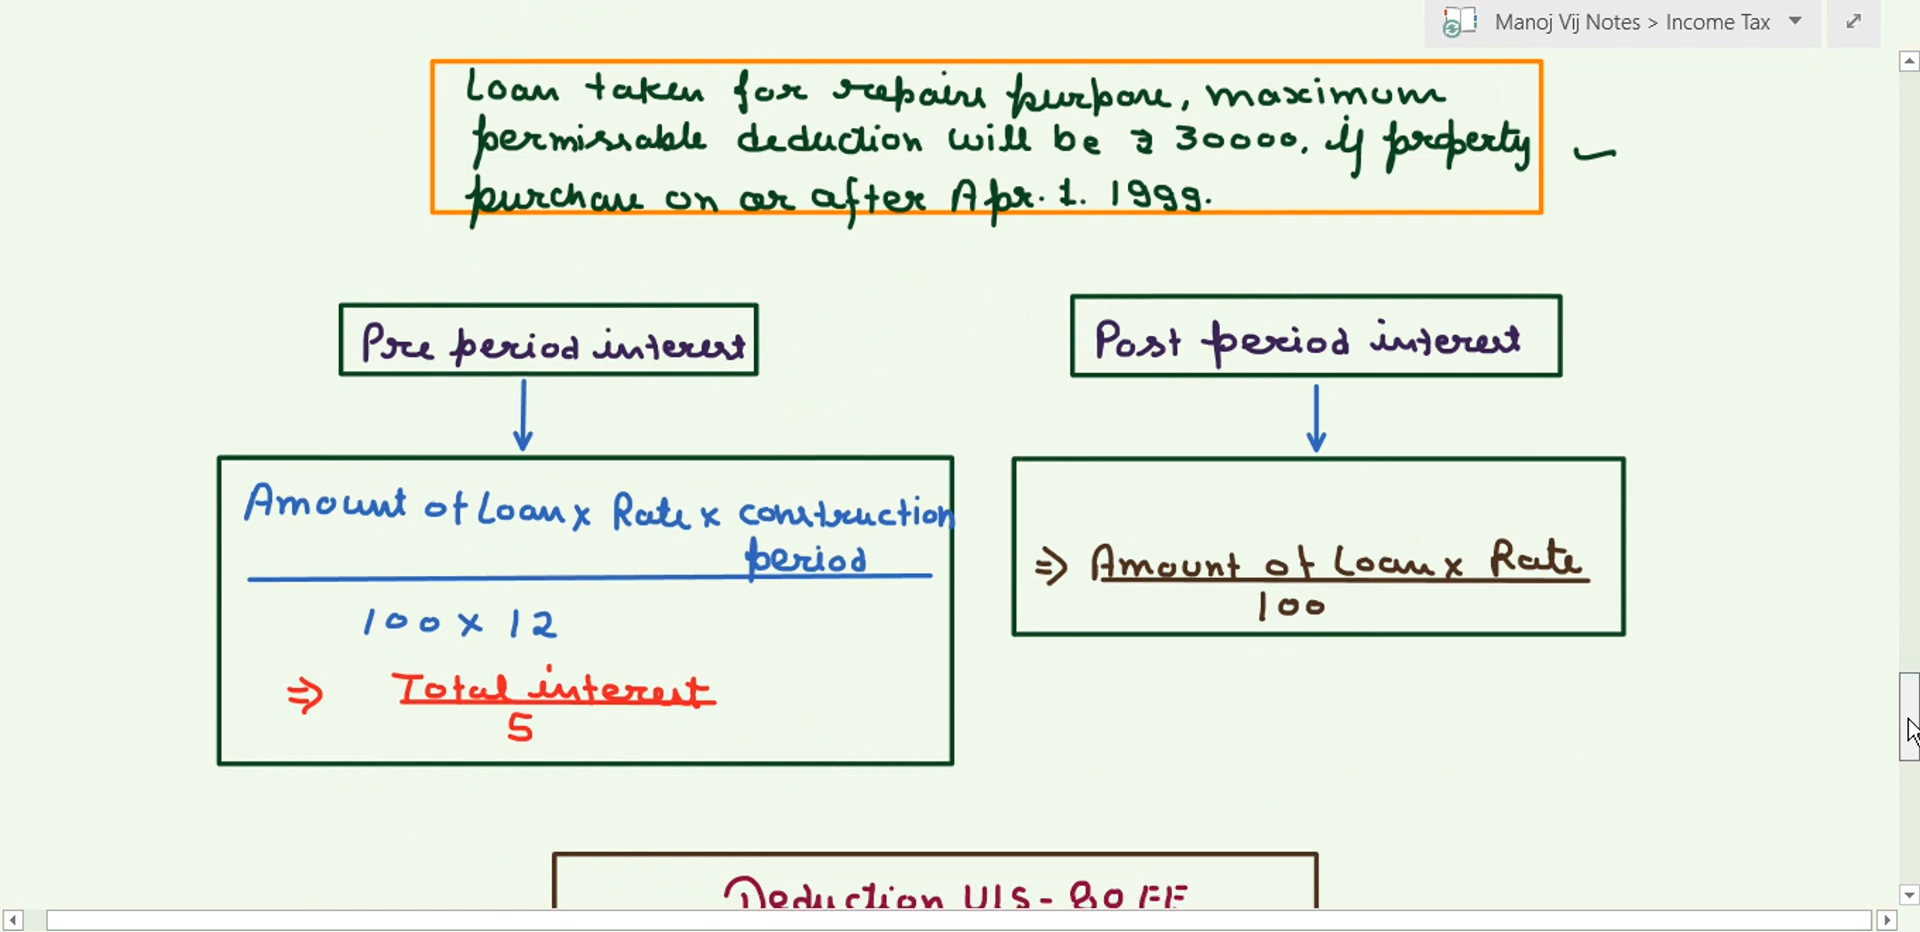 Manoj Vij Notes > Income Tax
Loan taken for repairs purpose, maximum
permissable deduction will be ₹ 30000. if property
purchase on or after Apr. 1. 1999.
Pre period interest
Post period interest
Amount of Loan x Rate x construction
period
100 x 12
⇒ Total interest
5
⇒ Amount of Loan x Rate
100
Deduction U/S - 80 EE